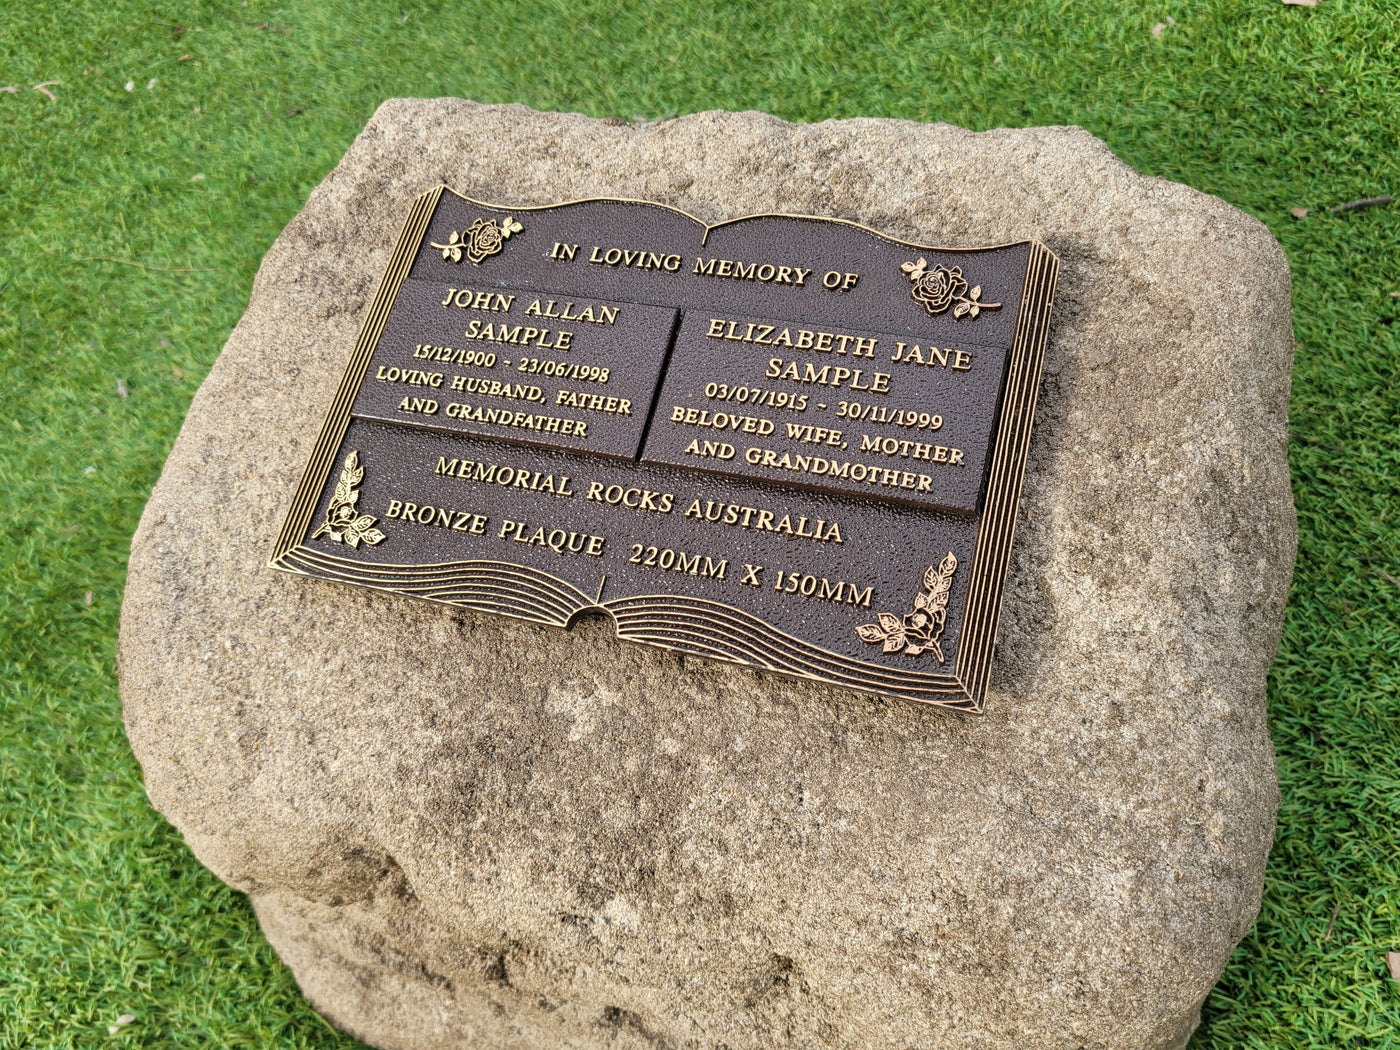 IN LOVING MEMORY OF
JOHN ALLAN
SAMPLE
15/12/1900 - 23/06/1998
LOVING HUSBAND, FATHER
AND GRANDFATHER
ELIZABETH JANE
SAMPLE
03/07/1915 - 30/11/1999
BELOVED WIFE, MOTHER
AND GRANDMOTHER
MEMORIAL ROCKS AUSTRALIA
BRONZE PLAQUE 220MM X 150MM